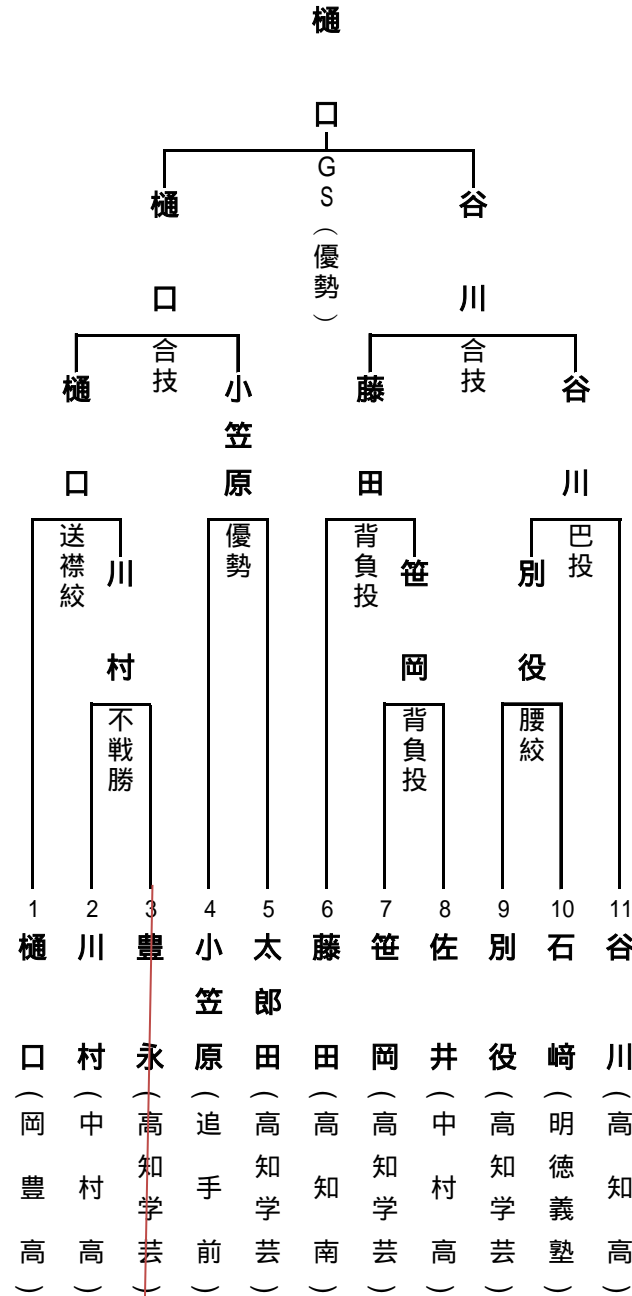 樋口
GS（優勢）
樋口
谷川
合技
合技
樋口
小笠原
藤田
谷川
送襟絞
優勢
背負投
巴投
川村
笹岡
別役
不戦勝
背負投
腰絞
1 樋口（岡豊高）
2 川村（中村高）
3 豊永（高知学芸）
4 小笠原（追手前）
5 太郎田（高知学芸）
6 藤田（高知南）
7 笹岡（高知学芸）
8 佐井（中村高）
9 別役（高知学芸）
10 石﨑（明徳義塾）
11 谷川（高知高）